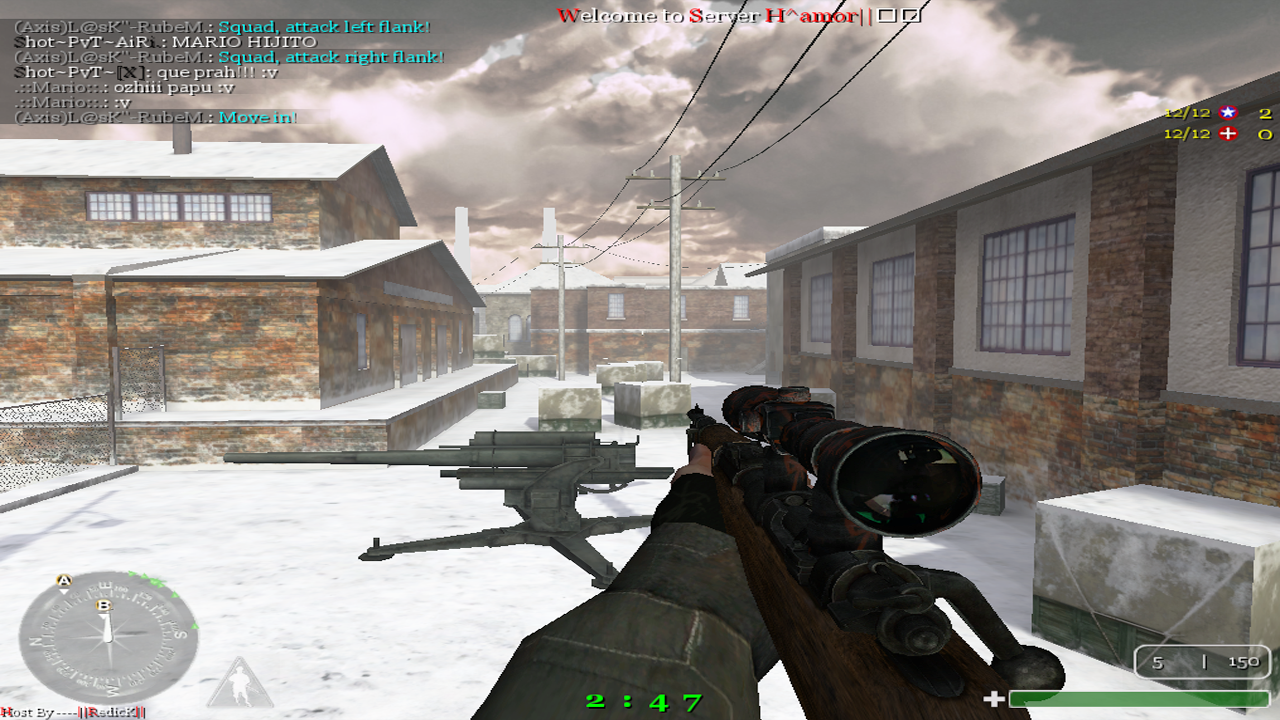 (Axis)L@sK"-RubeM.: Squad, attack left flank!
Welcome to Server H^amor||
Shot~PvT~AiR. : MARIO HIJITO
(Axis)L@sK"-RubeM.: Squad, attack right flank!
Shot~PvT~[X]: que prah!!! :v
.::Mario::.: ozhiii papu :v
.::Mario::.: :v
(Axis)L@sK"-RubeM.: Move in!
12/12 2
12/12 0
A
B
E
N
S
W
5 | 150
2:47
Host By ----||RedicK||